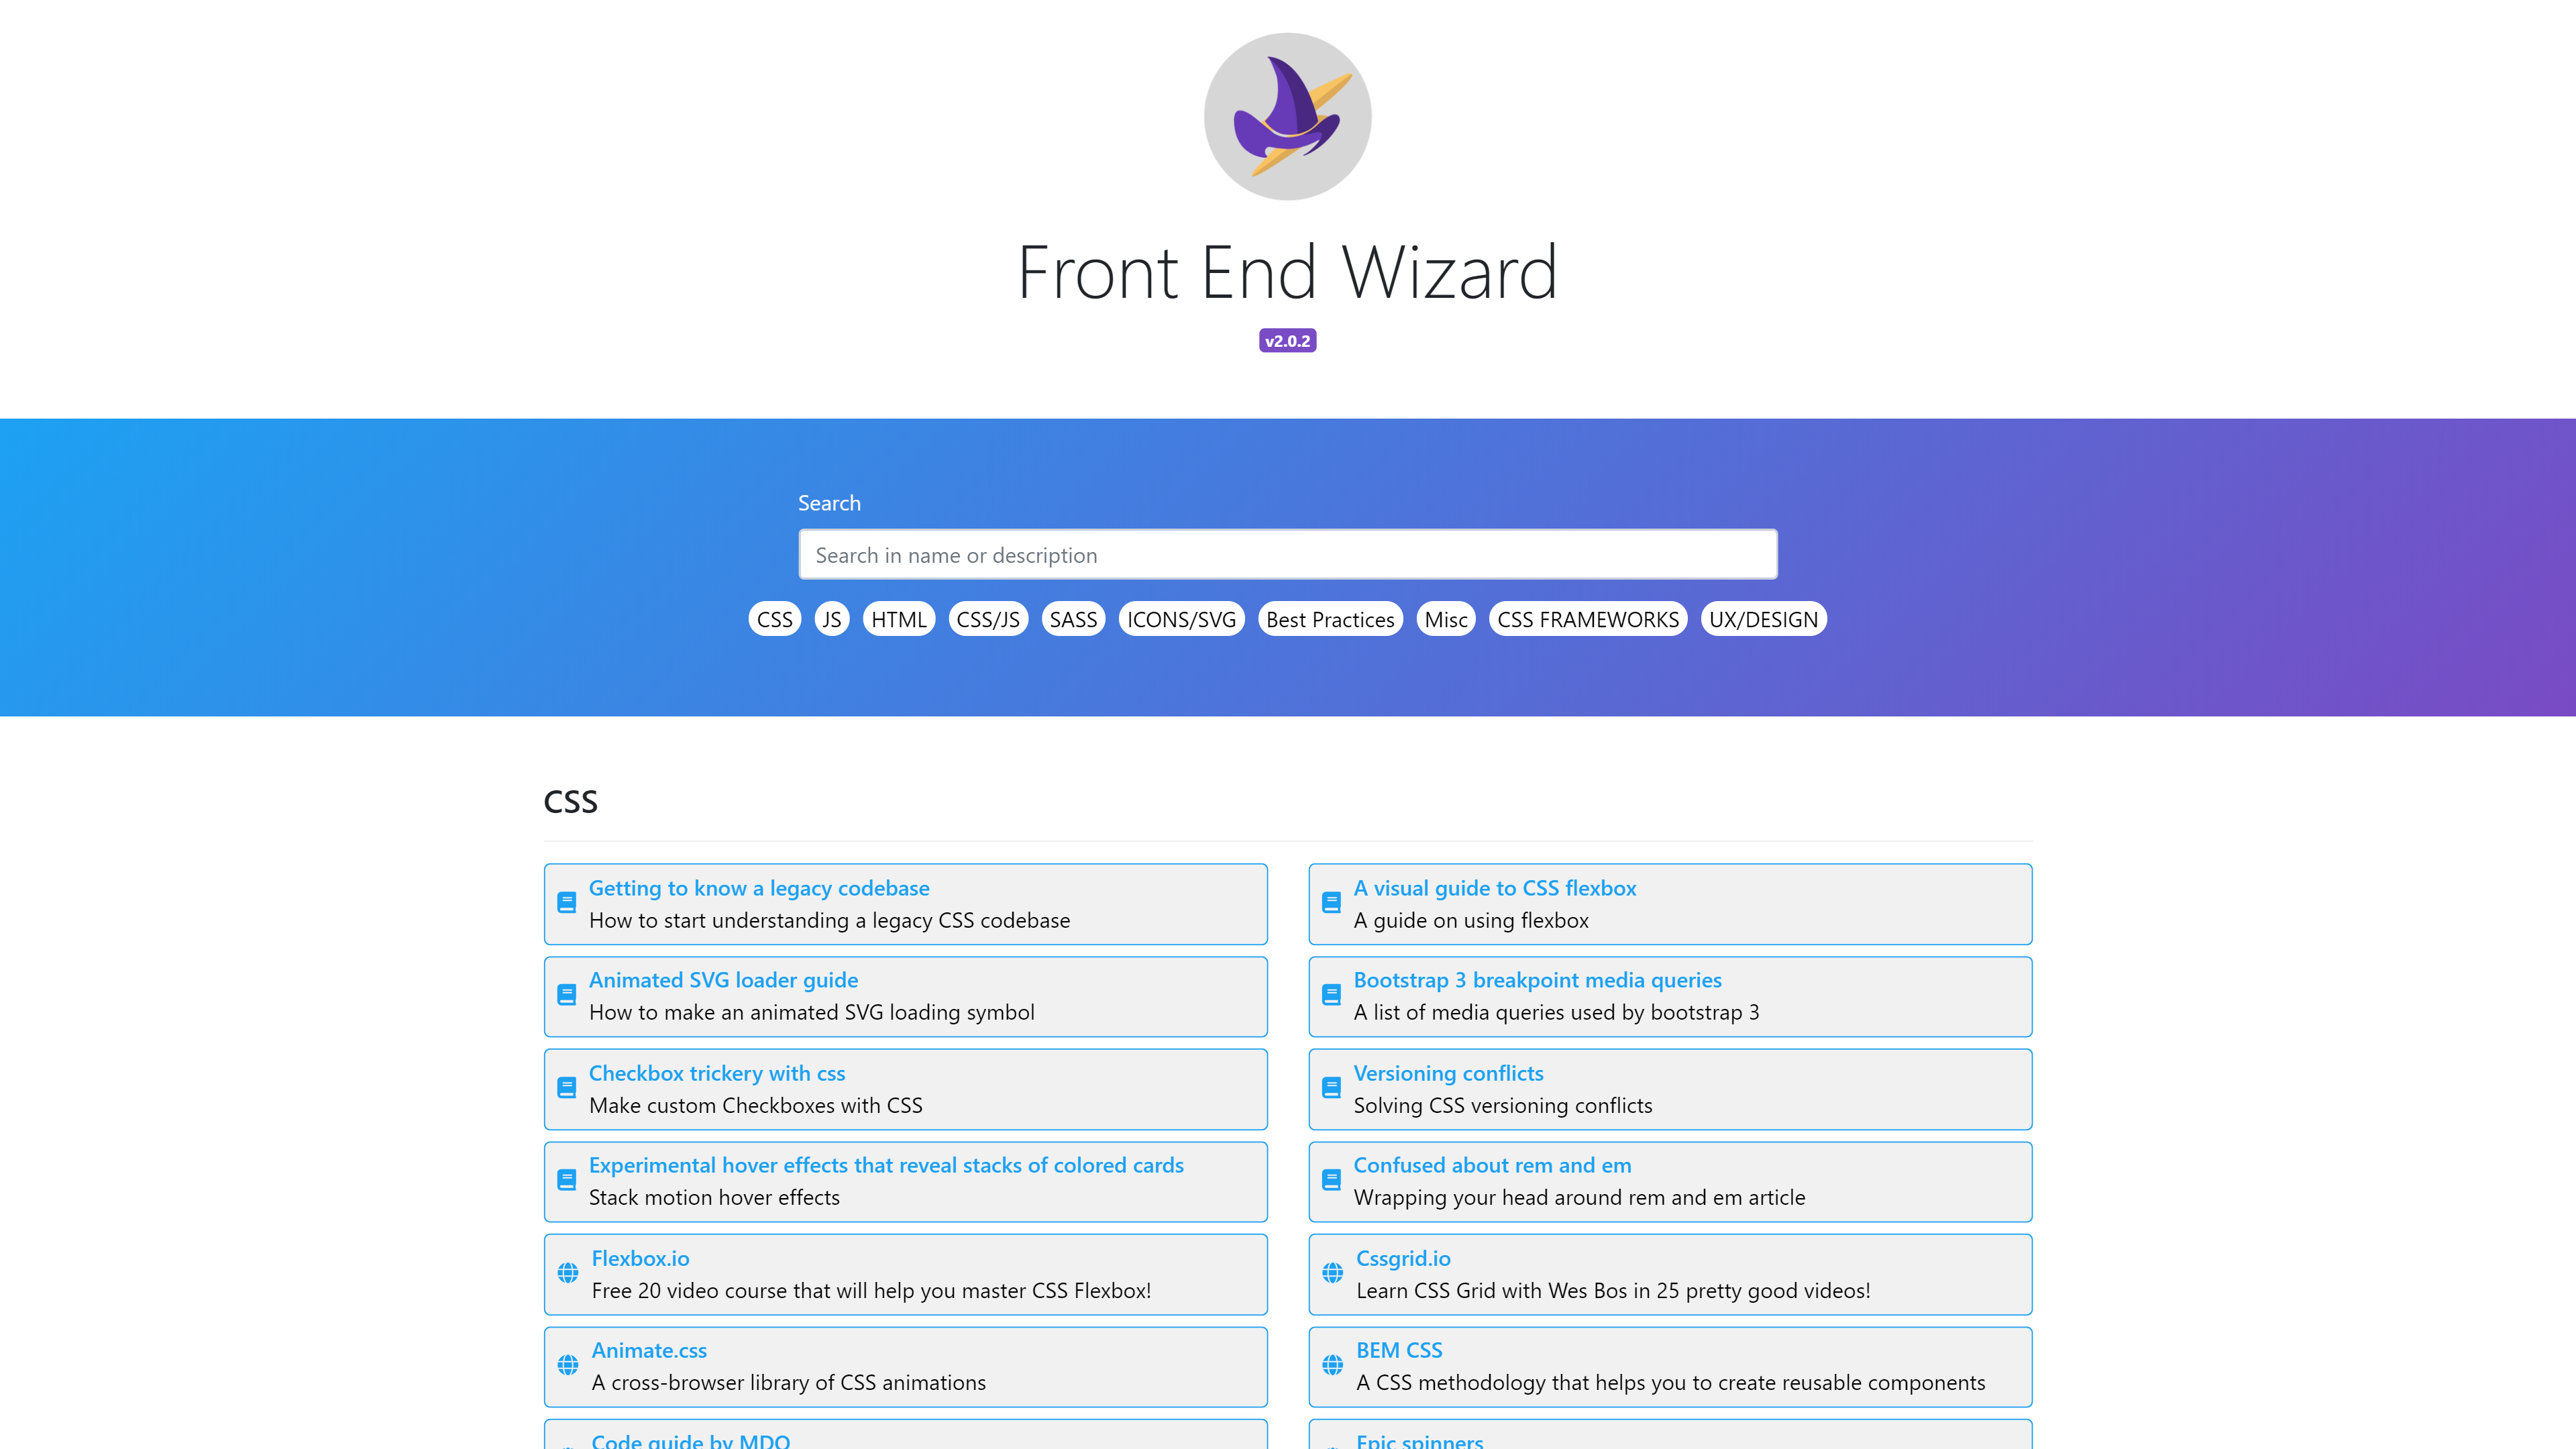 Front End Wizard
v2.0.2
Search
Search in name or description
CSS JS HTML CSS/JS SASS ICONS/SVG Best Practices Misc CSS FRAMEWORKS UX/DESIGN
CSS
Getting to know a legacy codebase
How to start understanding a legacy CSS codebase
A visual guide to CSS flexbox
A guide on using flexbox
Animated SVG loader guide
How to make an animated SVG loading symbol
Bootstrap 3 breakpoint media queries
A list of media queries used by bootstrap 3
Checkbox trickery with css
Make custom Checkboxes with CSS
Versioning conflicts
Solving CSS versioning conflicts
Experimental hover effects that reveal stacks of colored cards
Stack motion hover effects
Confused about rem and em
Wrapping your head around rem and em article
Flexbox.io
Free 20 video course that will help you master CSS Flexbox!
Cssgrid.io
Learn CSS Grid with Wes Bos in 25 pretty good videos!
Animate.css
A cross-browser library of CSS animations
BEM CSS
A CSS methodology that helps you to create reusable components
Code guide by MDO
Epic spinners